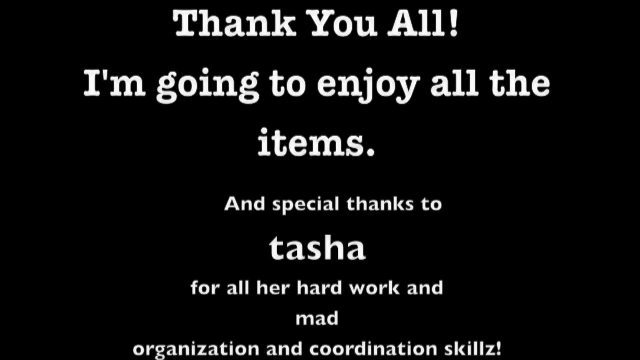 Thank You All!
I'm going to enjoy all the
items.
And special thanks to
tasha
for all her hard work and
mad
organization and coordination skillz!